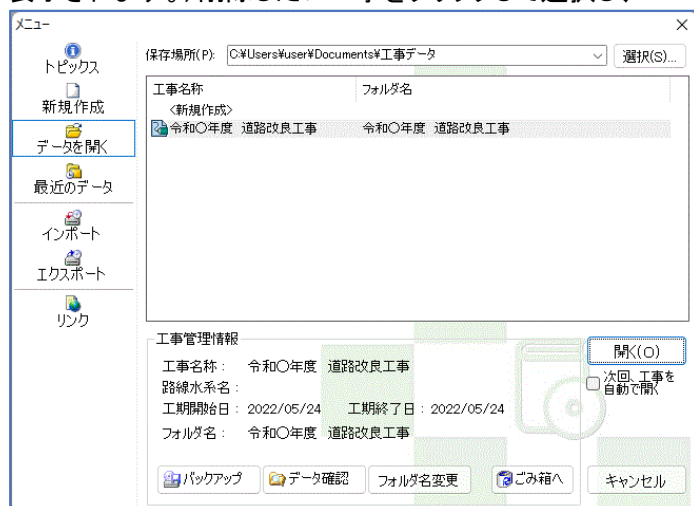 メニュー
トピックス
新規作成
データを開く
最近のデータ
インポート
エクスポート
リンク
保存場所(P): C:¥Users¥user¥Documents¥工事データ 選択(S)...
工事名称 フォルダ名
<新規作成>
令和〇年度 道路改良工事 令和〇年度 道路改良工事
工事管理情報
工事名称: 令和〇年度 道路改良工事
路線水系名:
工期開始日: 2022/05/24 工期終了日: 2022/05/24
フォルダ名: 令和〇年度 道路改良工事
開く(O)
次回、工事を
自動で開く
バックアップ データ確認 フォルダ名変更 ごみ箱へ キャンセル